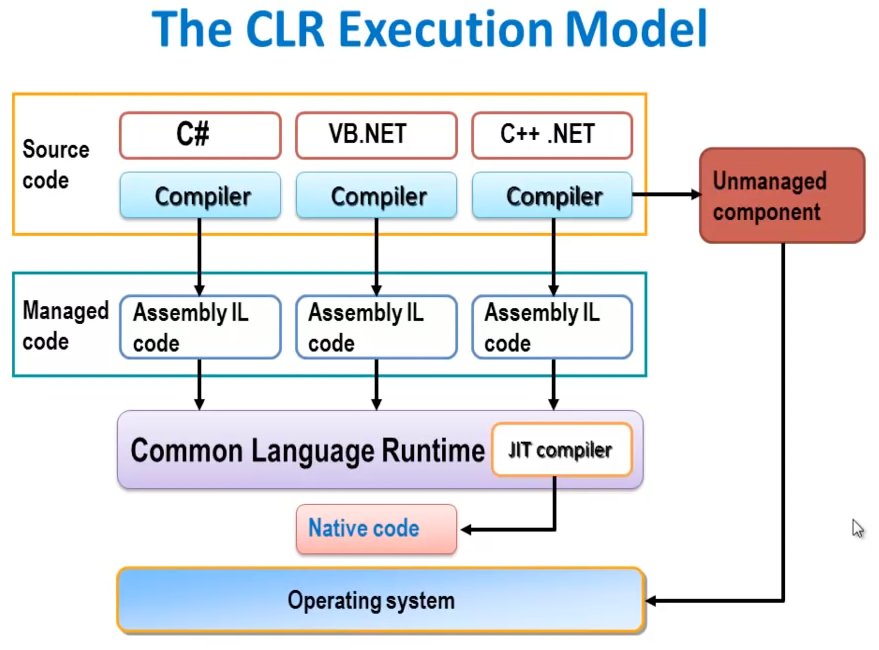 The CLR Execution Model
Source
code
C#
VB.NET
C++ .NET
Compiler
Compiler
Compiler
Unmanaged
component
Managed
code
Assembly IL
code
Assembly IL
code
Assembly IL
code
Common Language Runtime
JIT compiler
Native code
Operating system